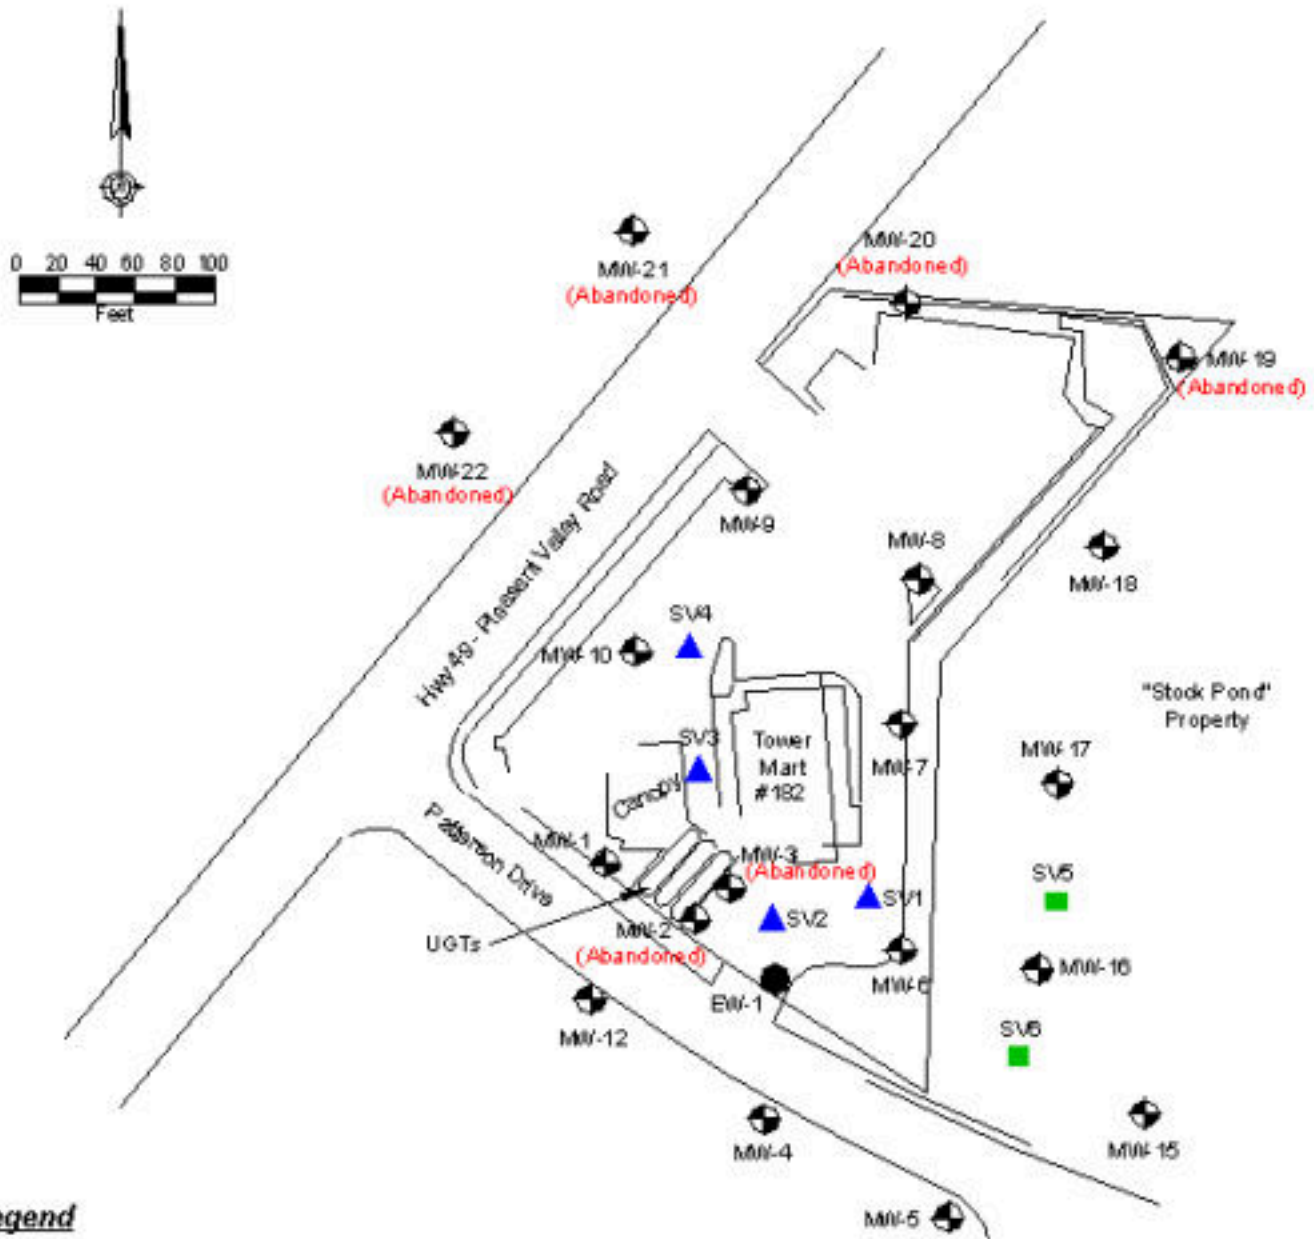 0 20 40 60 80 100
Feet
MW-21
(Abandoned)
MW-20
(Abandoned)
MW-19
(Abandoned)
MW-22
(Abandoned)
Hwy 49 - Pleasent Valley Road
MW-9
MW-8
MW-18
SV4
MW-10
"Stock Pond"
Property
SV3
Tower
Mart
#182
MW-7
MW-17
Canopy
Patterson Drive
MW-1
MW-3
(Abandoned)
SV5
SV1
SV2
UGTs
MW-2
(Abandoned)
MW-16
MW-6
EW-1
MW-12
SV6
MW-4
MW-15
MW-5
egend